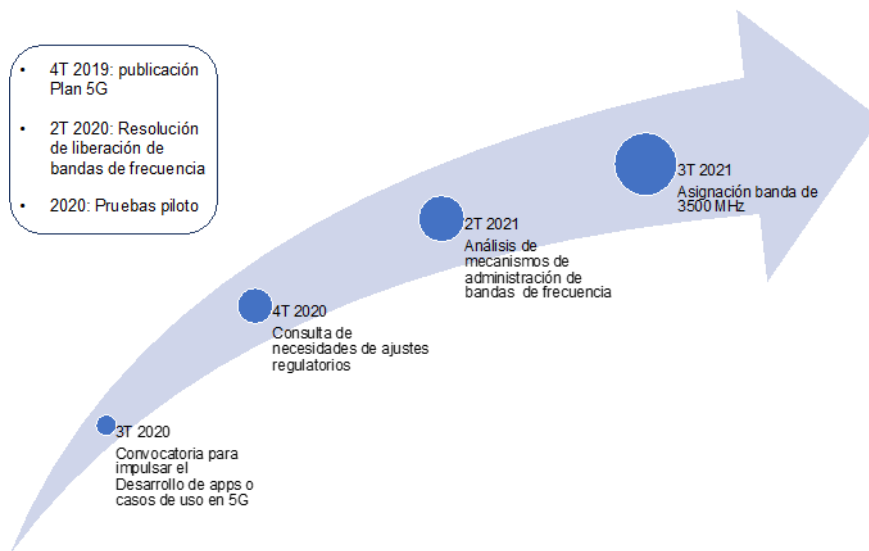 • 4T 2019: publicación
Plan 5G
• 2T 2020: Resolución
de liberación de
bandas de frecuencia
• 2020: Pruebas piloto
3T 2021
Asignación banda de
3500 MHz
2T 2021
Análisis de
mecanismos de
administración de
bandas de frecuencia
4T 2020
Consulta de
necesidades de ajustes
regulatorios
3T 2020
Convocatoria para
impulsar el
Desarrollo de apps o
casos de uso en 5G